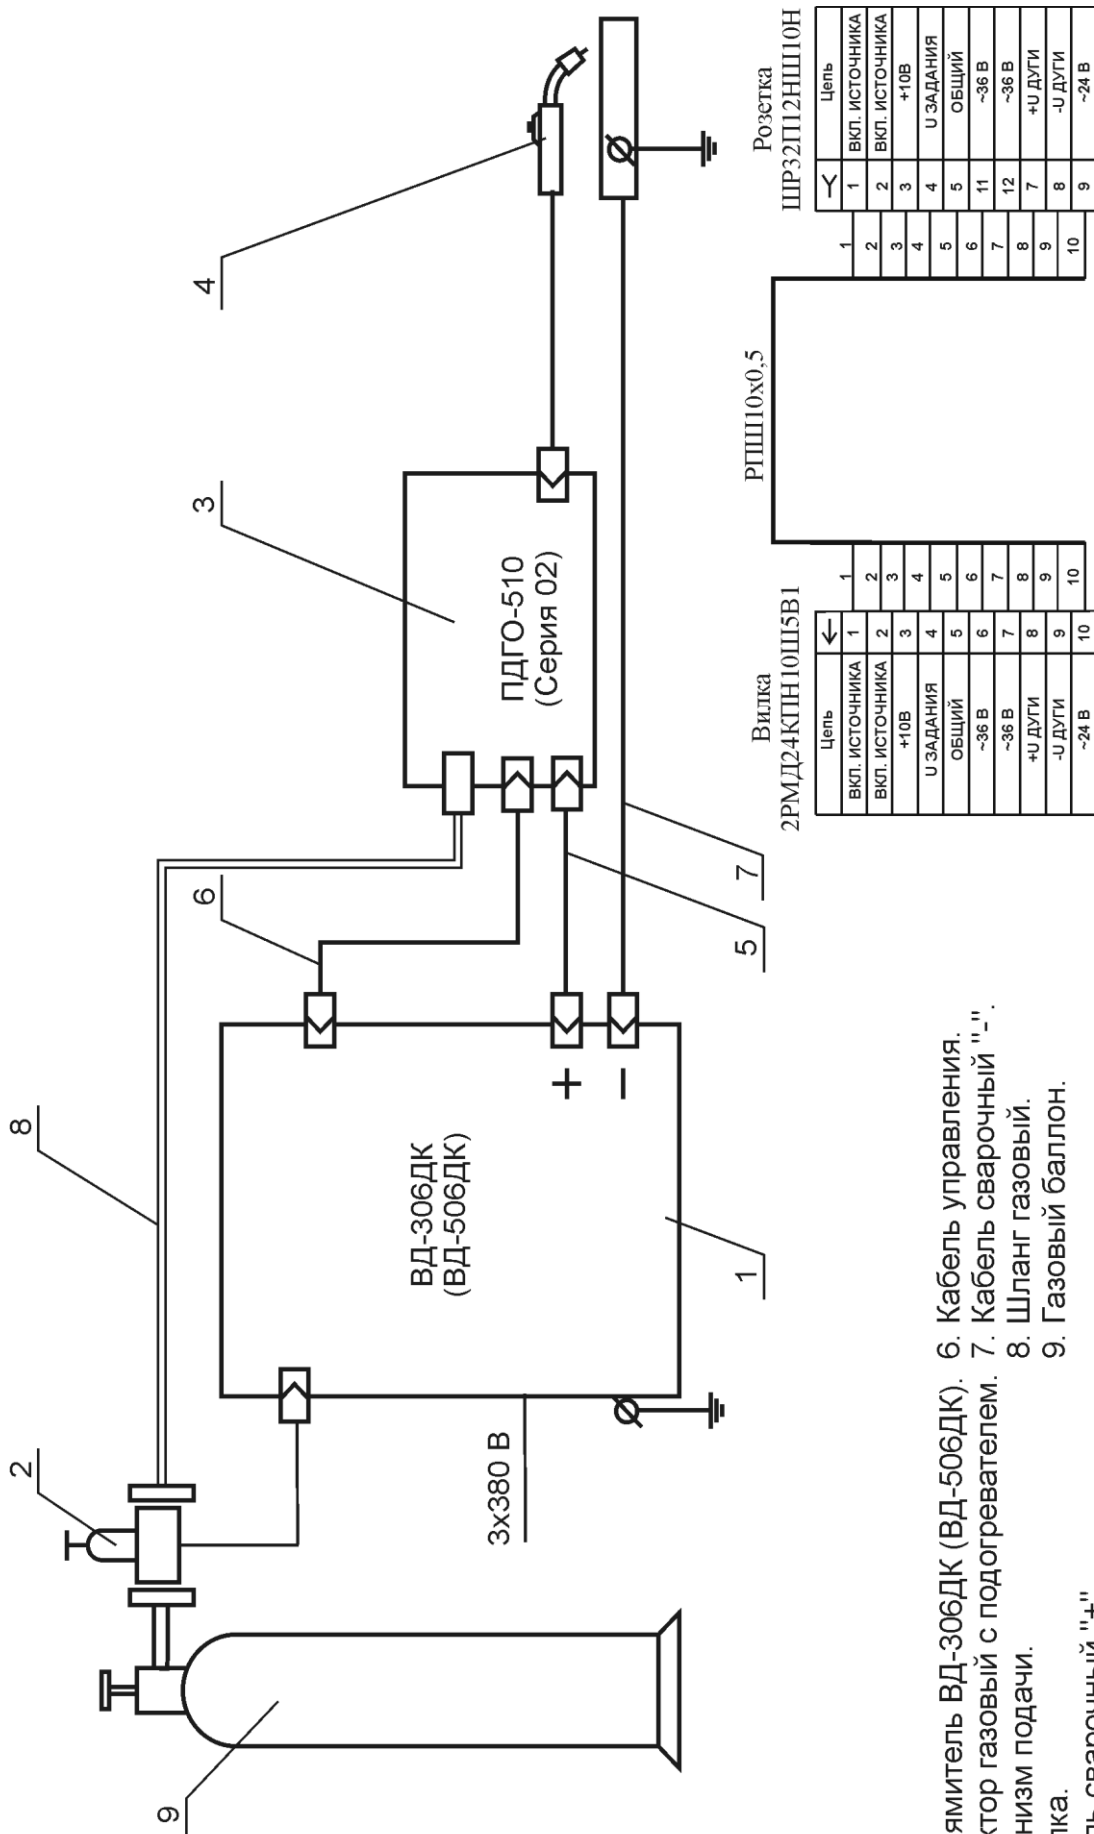 9
2
8
6
3
4
3х380 В
ВД-306ДК
(ВД-506ДК)
+
−
ПДГО-510
(Серия 02)
1
5
7
Вилка
2РМД24КПН10Ш5В1
Цепь
ВКЛ. ИСТОЧНИКА 1 1
ВКЛ. ИСТОЧНИКА 2 2
+10В 3 3
U ЗАДАНИЯ 4 4
ОБЩИЙ 5 5
~36 В 6 6
~36 В 7 7
+U ДУГИ 8 8
-U ДУГИ 9 9
~24 В 10 10
РПШ10х0,5
Розетка
ШР32П12НШ10Н
Цепь
1 1 ВКЛ. ИСТОЧНИКА
2 2 ВКЛ. ИСТОЧНИКА
3 3 +10В
4 4 U ЗАДАНИЯ
5 5 ОБЩИЙ
6 11 ~36 В
7 12 ~36 В
8 7 +U ДУГИ
9 8 -U ДУГИ
10 9 ~24 В
ВД-306ДК (ВД-506ДК).
газовый с подогревателем.
подачи.
сварочный "+"
6. Кабель управления.
7. Кабель сварочный "-".
8. Шланг газовый.
9. Газовый баллон.